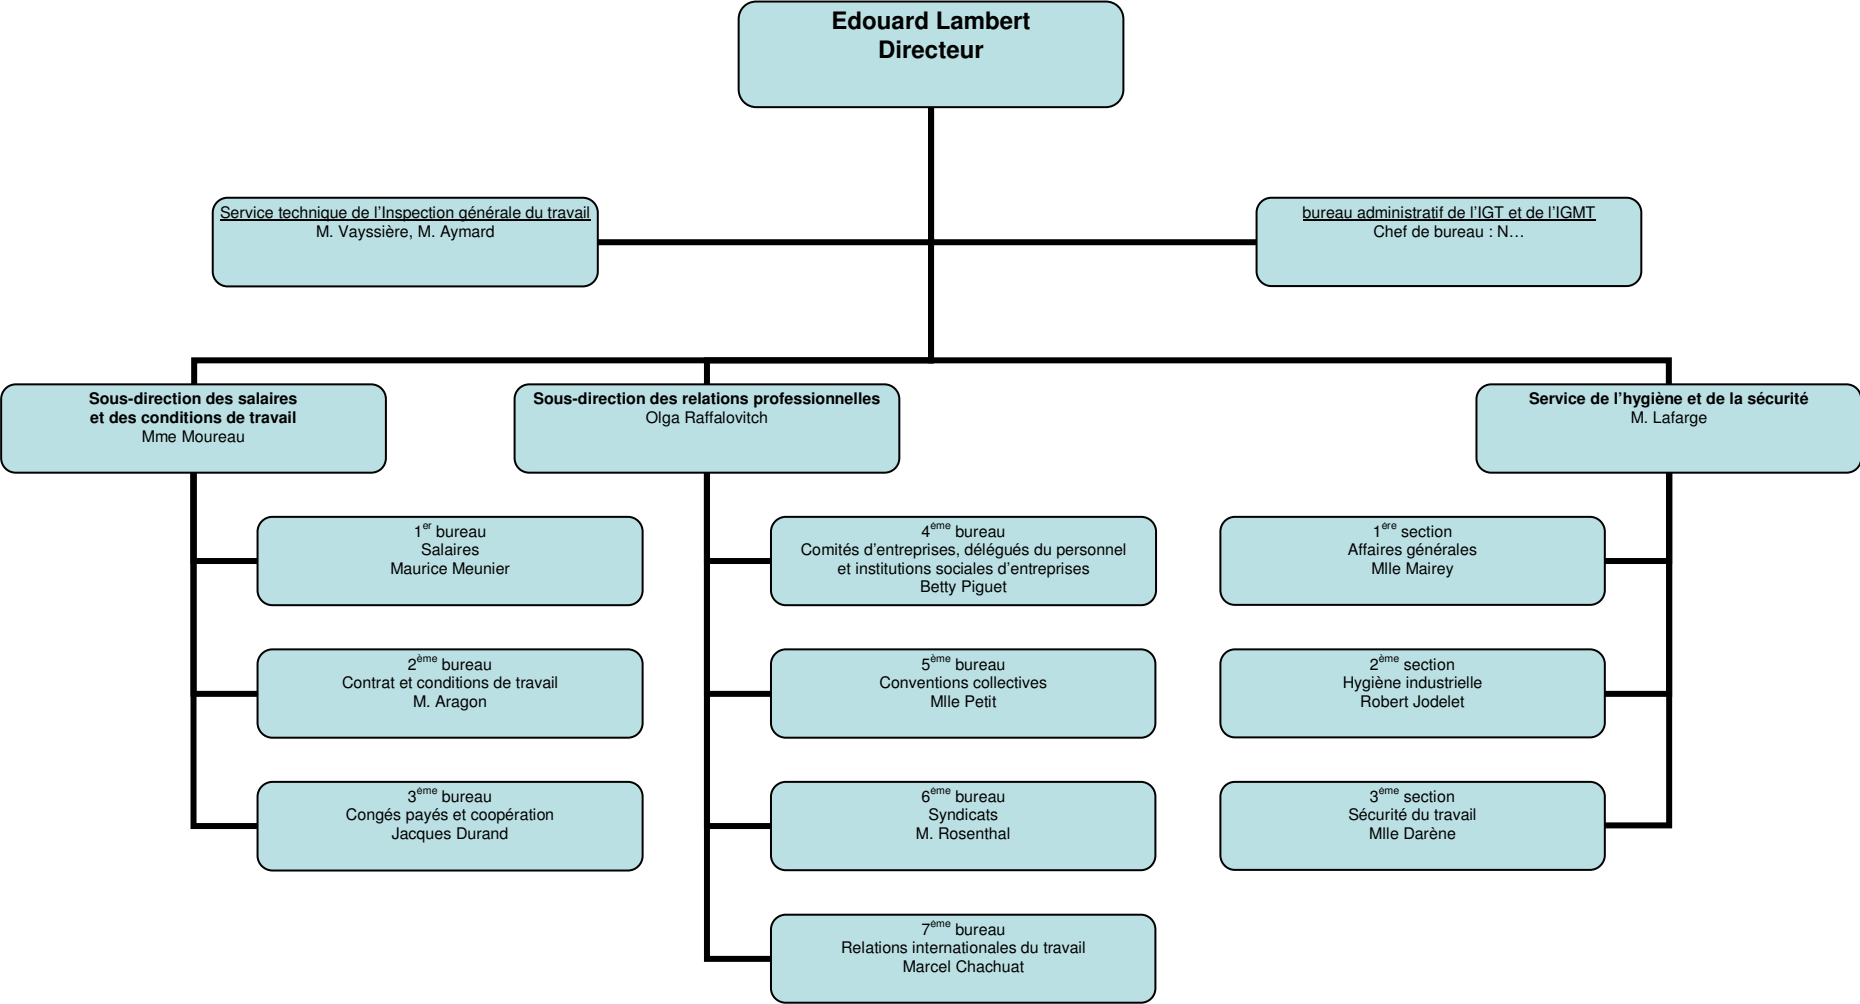 Edouard Lambert
Directeur
Service technique de l’Inspection générale du travail
M. Vayssière, M. Aymard
bureau administratif de l’IGT et de l’IGMT
Chef de bureau : N…
Sous-direction des salaires
et des conditions de travail
Mme Moureau
Sous-direction des relations professionnelles
Olga Raffalovitch
Service de l’hygiène et de la sécurité
M. Lafarge
1er bureau
Salaires
Maurice Meunier
2ème bureau
Contrat et conditions de travail
M. Aragon
3ème bureau
Congés payés et coopération
Jacques Durand
4ème bureau
Comités d’entreprises, délégués du personnel
et institutions sociales d’entreprises
Betty Piguet
5ème bureau
Conventions collectives
Mlle Petit
6ème bureau
Syndicats
M. Rosenthal
7ème bureau
Relations internationales du travail
Marcel Chachuat
1ère section
Affaires générales
Mlle Mairey
2ème section
Hygiène industrielle
Robert Jodelet
3ème section
Sécurité du travail
Mlle Darène